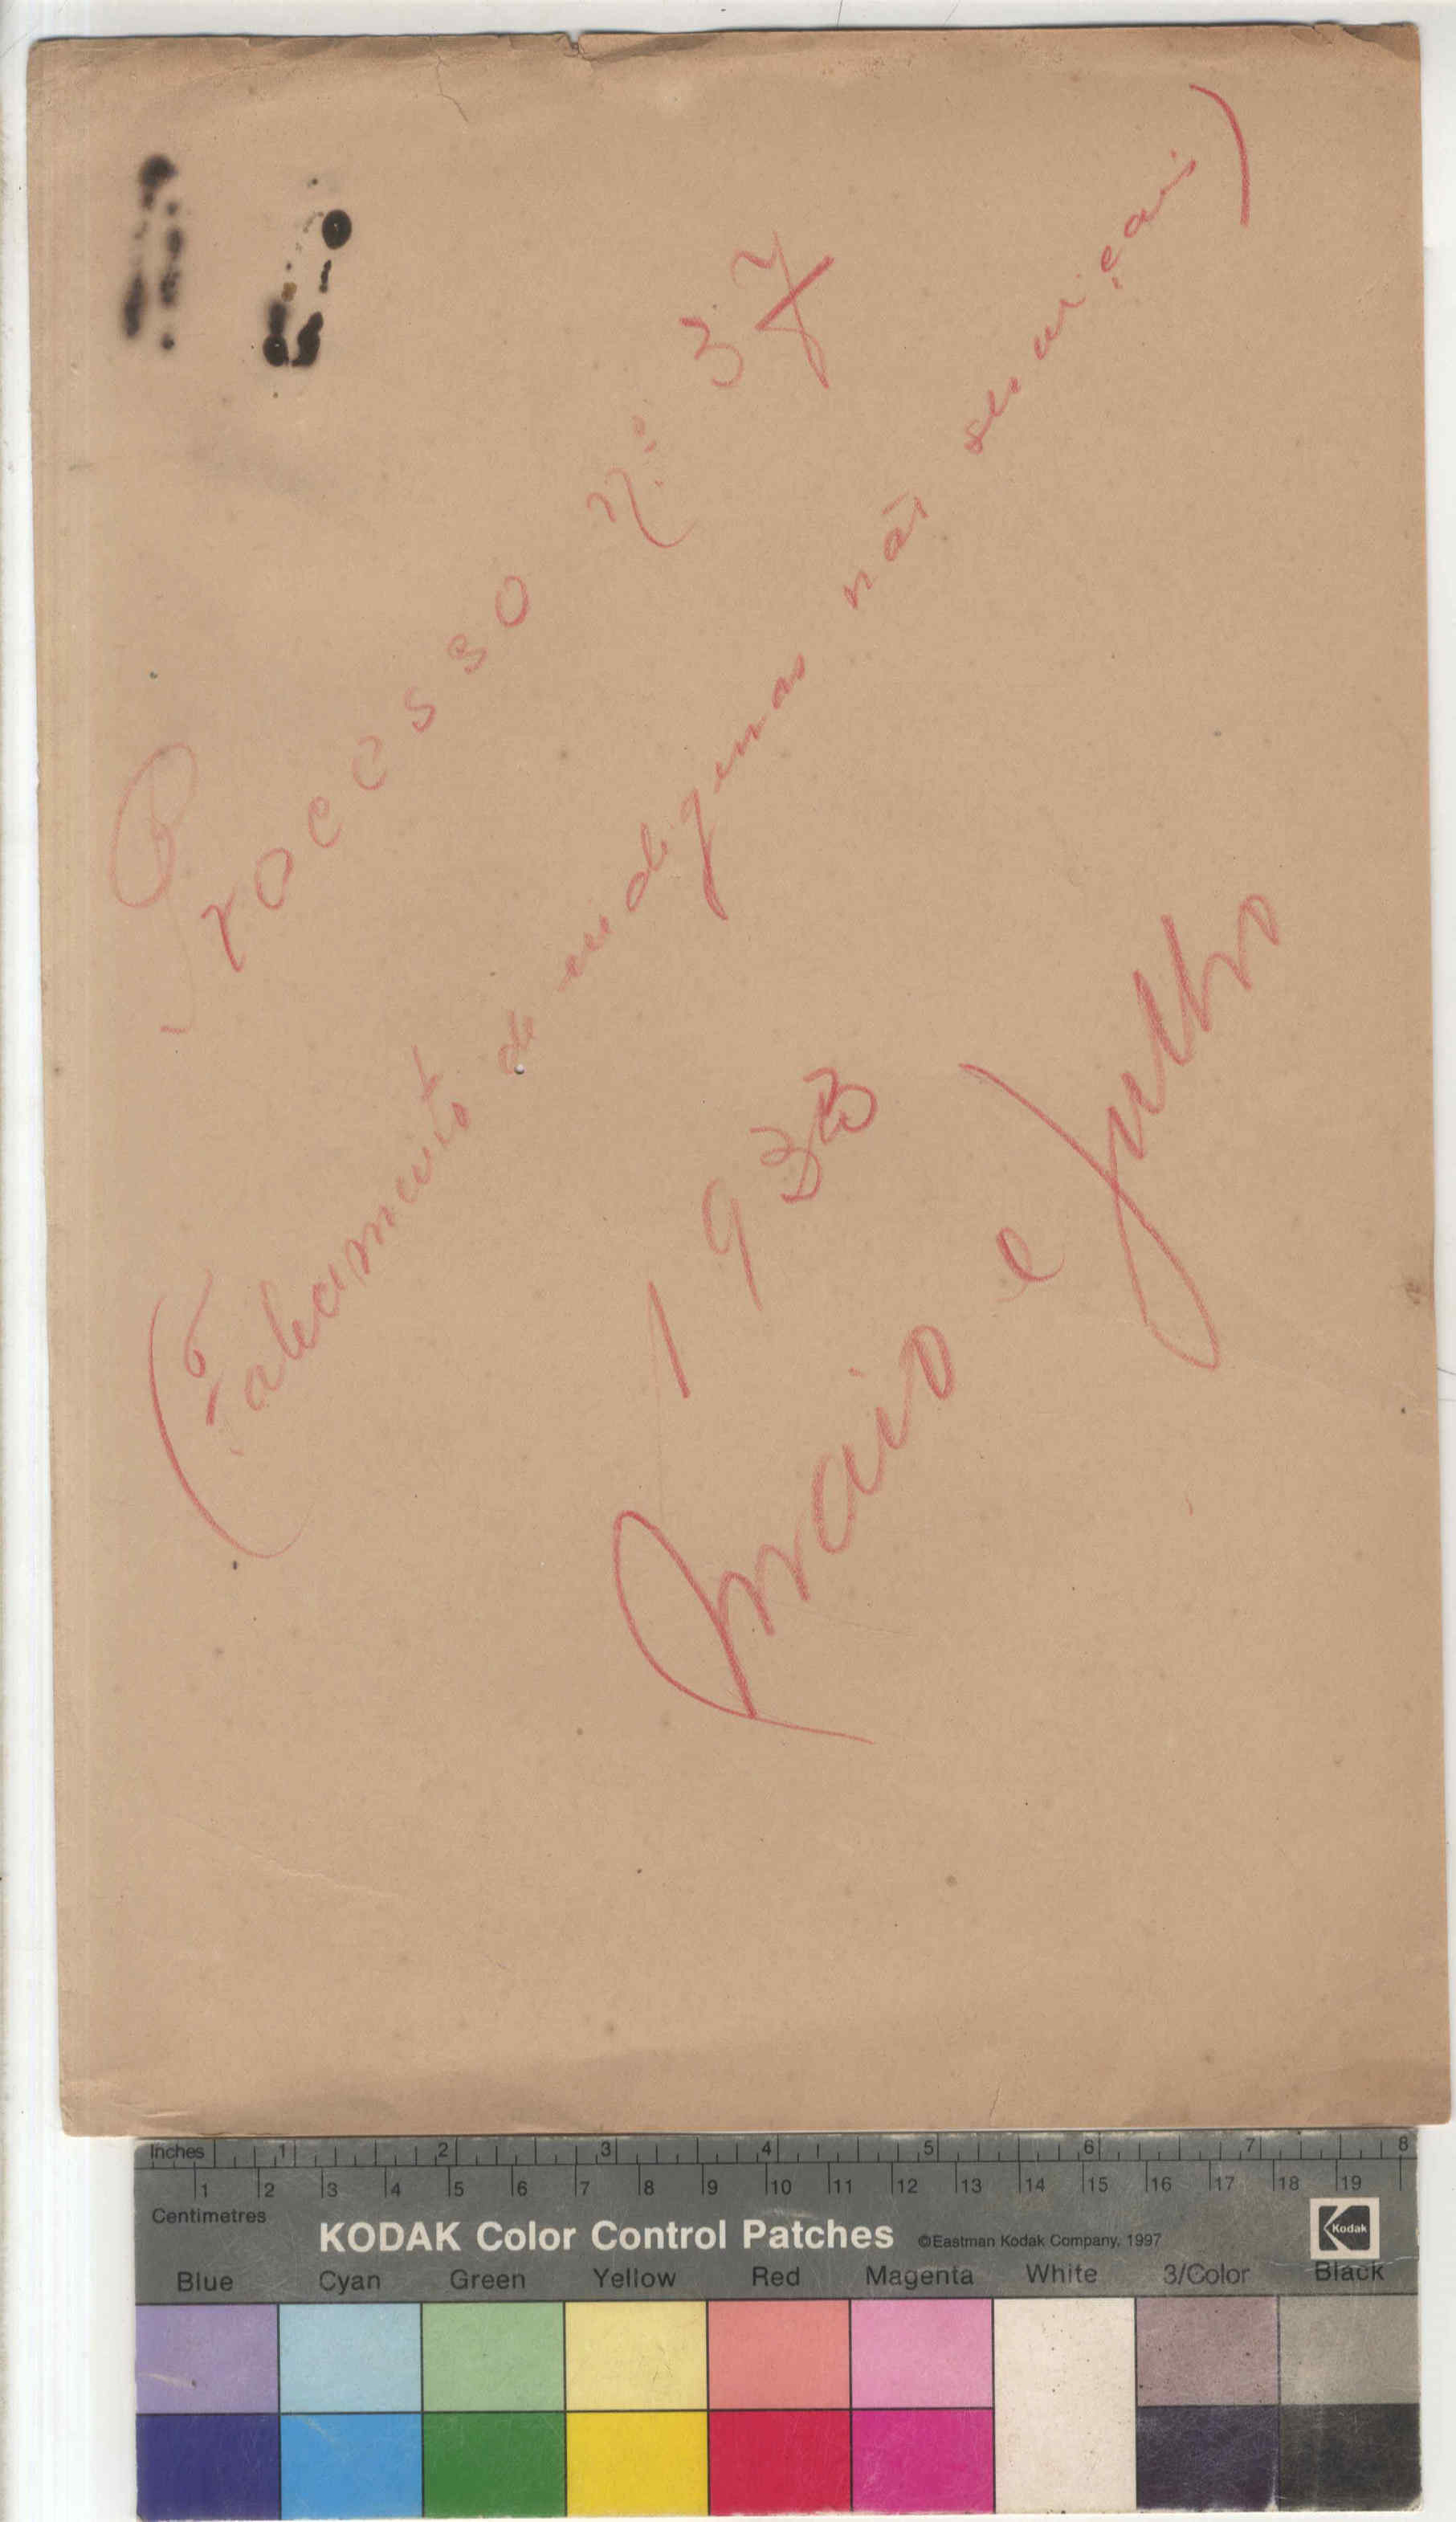 Processo nº 37
(Falecimento de indigenas não serviçais)
1933
Maio e Julho
Inches 1 2 3 4 5 6 7 8
1 2 3 4 5 6 7 8 9 10 11 12 13 14 15 16 17 18 19
Centimetres
KODAK Color Control Patches ©Eastman Kodak Company, 1997 Kodak
Blue Cyan Green Yellow Red Magenta White 3/Color Black